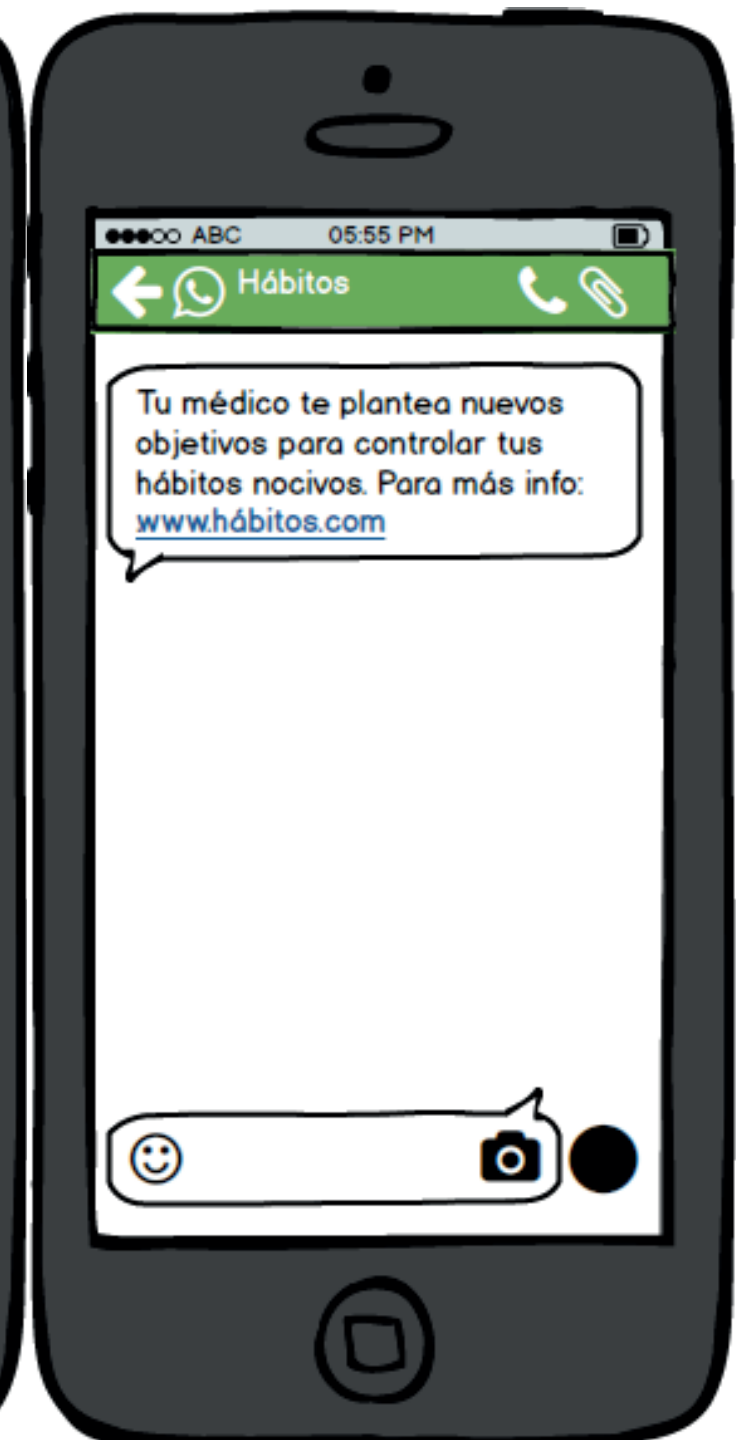 ABC 05:55 PM
Hábitos
Tu médico te plantea nuevos
objetivos para controlar tus
hábitos nocivos. Para más info:
www.hábitos.com